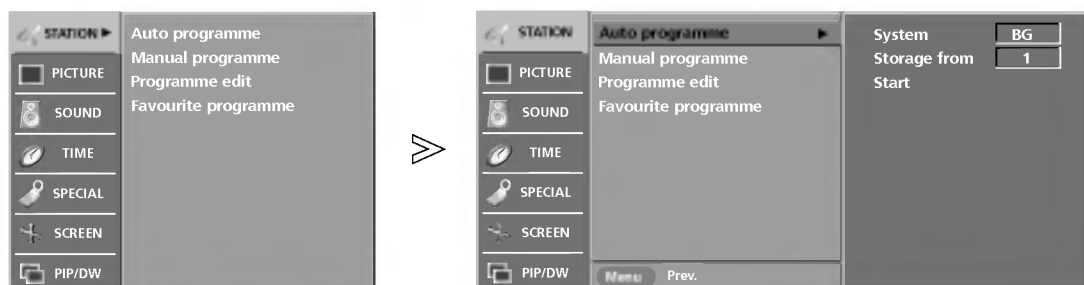 STATION
Auto programme
Manual programme
PICTURE
Programme edit
Favourite programme
SOUND
TIME
SPECIAL
SCREEN
PIP/DW
STATION
Auto programme
System BG
Manual programme
Storage from 1
PICTURE
Programme edit
Start
Favourite programme
SOUND
TIME
SPECIAL
SCREEN
PIP/DW
Menu Prev.